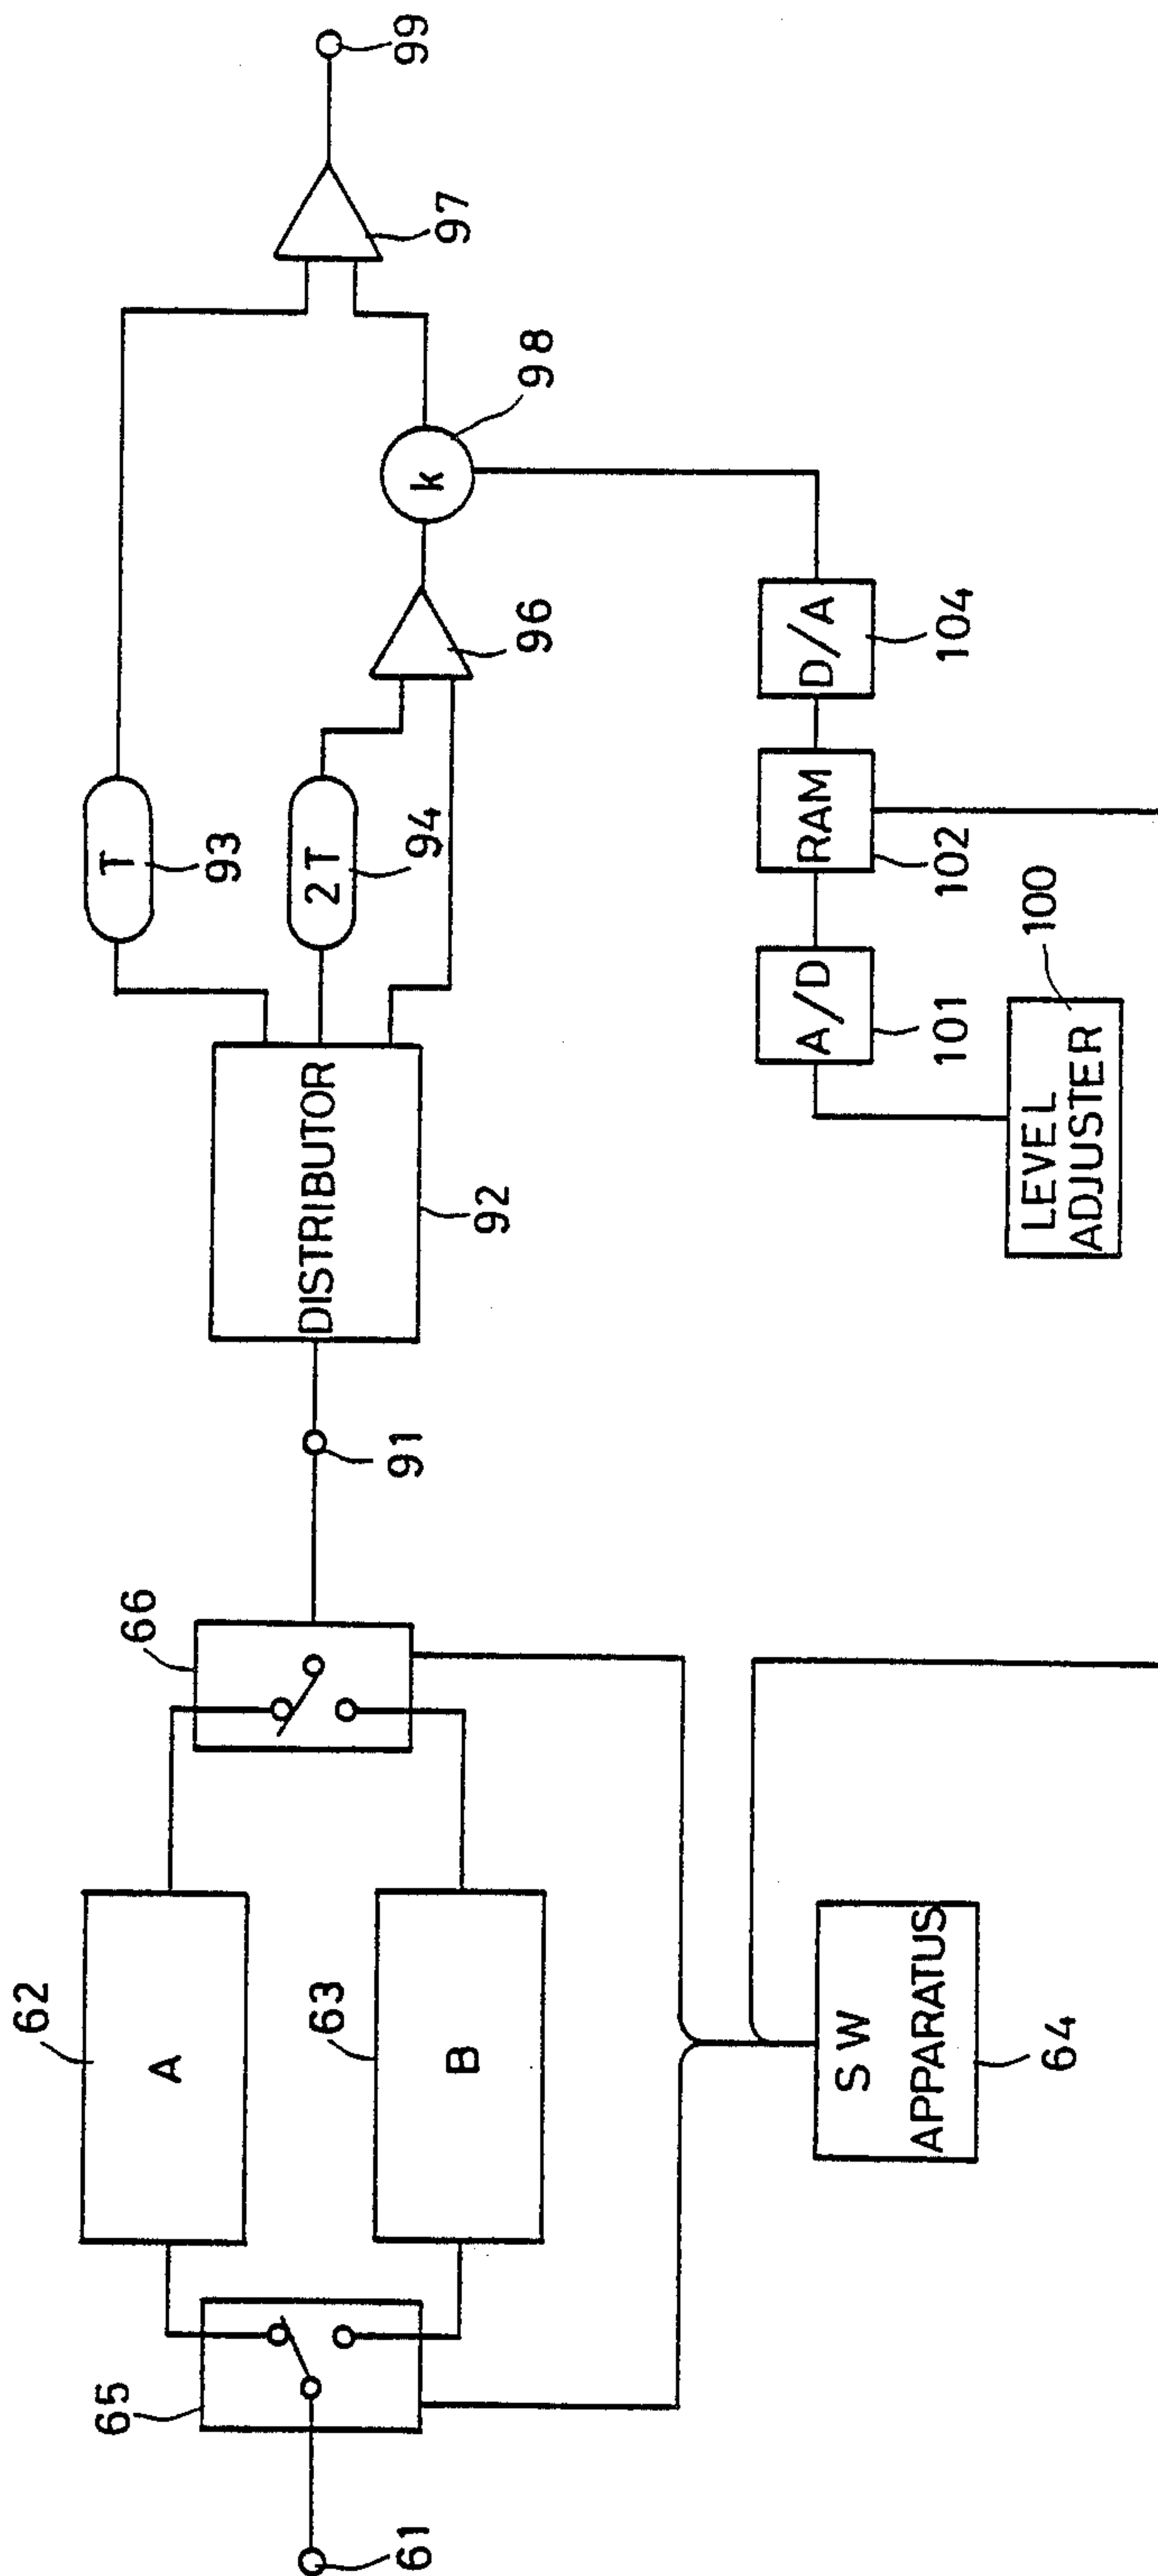 61
65
62
A
63
B
66
S W
APPARATUS
64
91
DISTRIBUTOR
92
T
93
2T
94
96
k
98
97
99
LEVEL
ADJUSTER
100
A/D
101
RAM
102
D/A
104